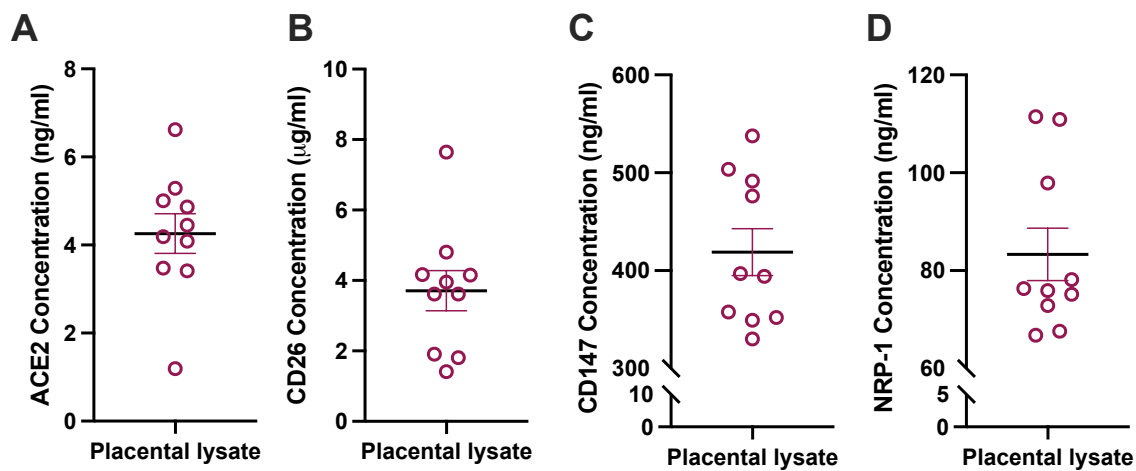 A
ACE2 Concentration (ng/ml)
8
6
4
2
0
Placental lysate
B
CD26 Concentration (μg/ml)
10
8
6
4
2
0
Placental lysate
C
CD147 Concentration (ng/ml)
600
500
400
300
10
0
Placental lysate
D
NRP-1 Concentration (ng/ml)
120
100
80
60
5
0
Placental lysate